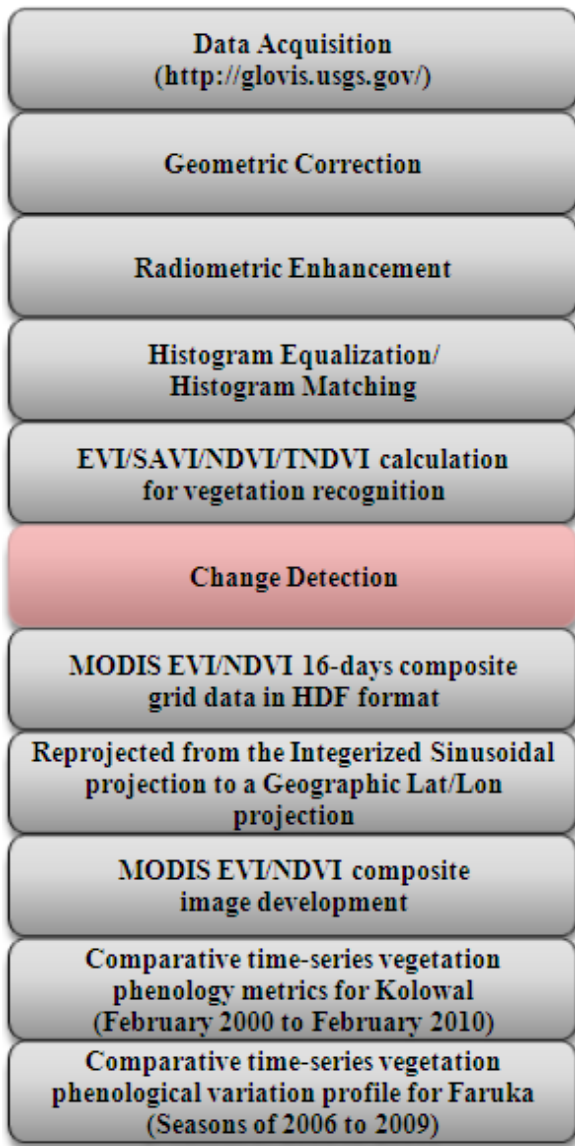 Data Acquisition
(http://glovis.usgs.gov/)
Geometric Correction
Radiometric Enhancement
Histogram Equalization/
Histogram Matching
EVI/SAVI/NDVI/TNDVI calculation
for vegetation recognition
Change Detection
MODIS EVI/NDVI 16-days composite
grid data in HDF format
Reprojected from the Integerized Sinusoidal
projection to a Geographic Lat/Lon
projection
MODIS EVI/NDVI composite
image development
Comparative time-series vegetation
phenology metrics for Kolowal
(February 2000 to February 2010)
Comparative time-series vegetation
phenological variation profile for Faruka
(Seasons of 2006 to 2009)